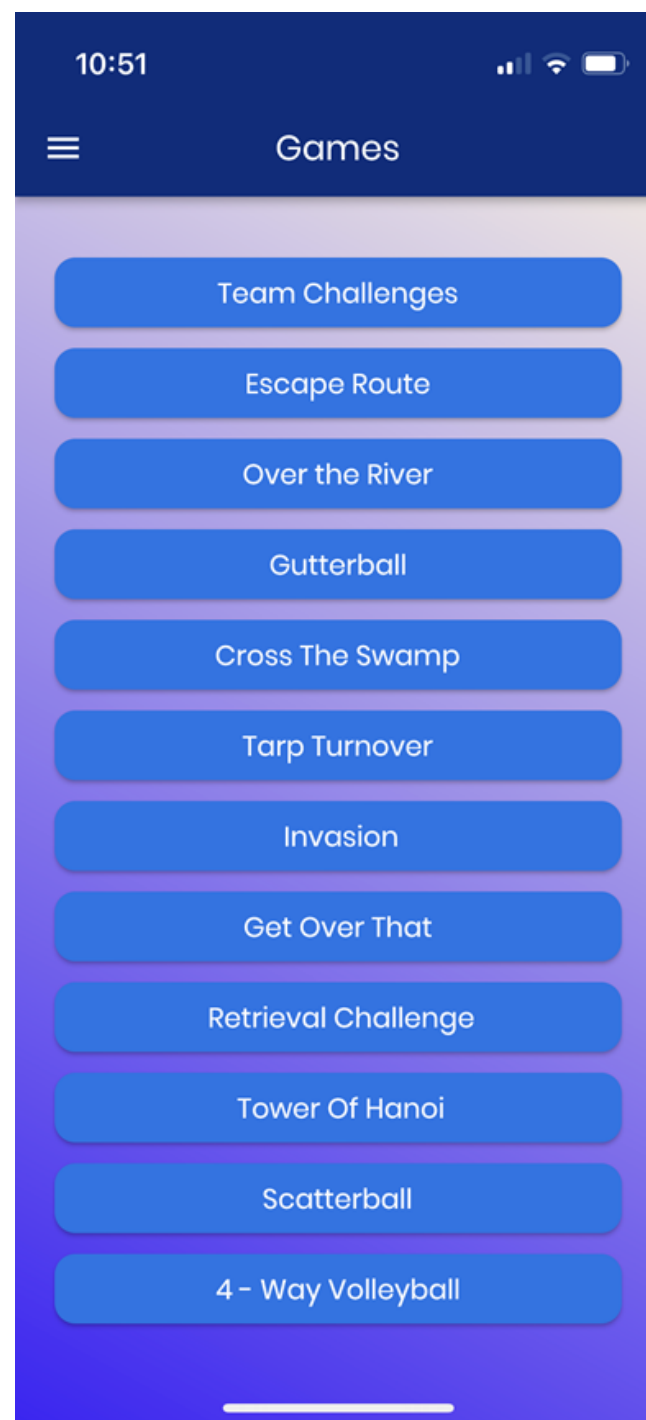 10:51
Games
Team Challenges
Escape Route
Over the River
Gutterball
Cross The Swamp
Tarp Turnover
Invasion
Get Over That
Retrieval Challenge
Tower Of Hanoi
Scatterball
4 - Way Volleyball